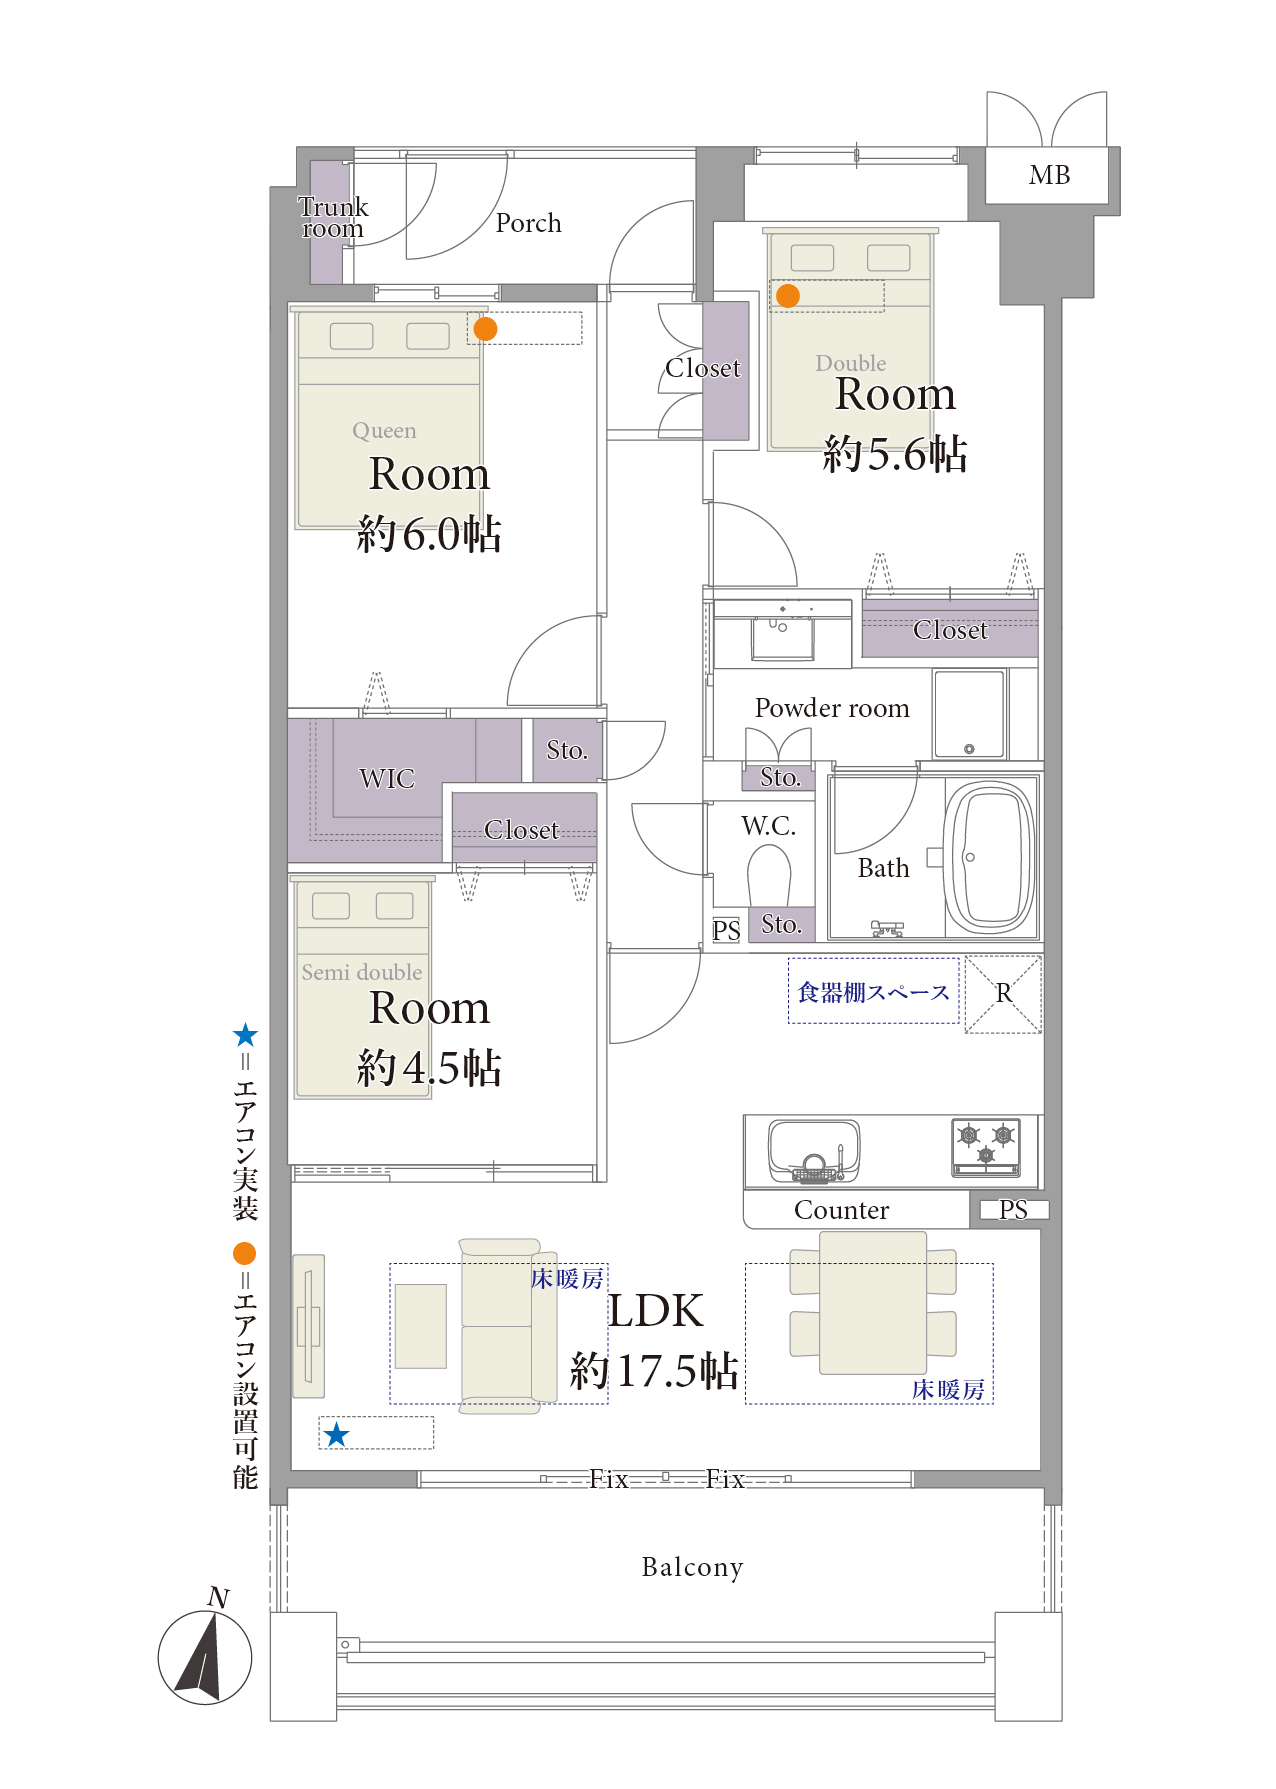 MB
Trunk
room
Porch
Closet
Double
Room
約5.6帖
Queen
Room
約6.0帖
Closet
Powder room
Sto.
WIC
Sto.
Closet
W.C.
Bath
PS
Sto.
Semi double
Room
約4.5帖
食器棚スペース
R
★=エアコン実装 ●=エアコン設置可能
Counter
PS
床暖房
LDK
約17.5帖
床暖房
★
Fix
Fix
Balcony
N